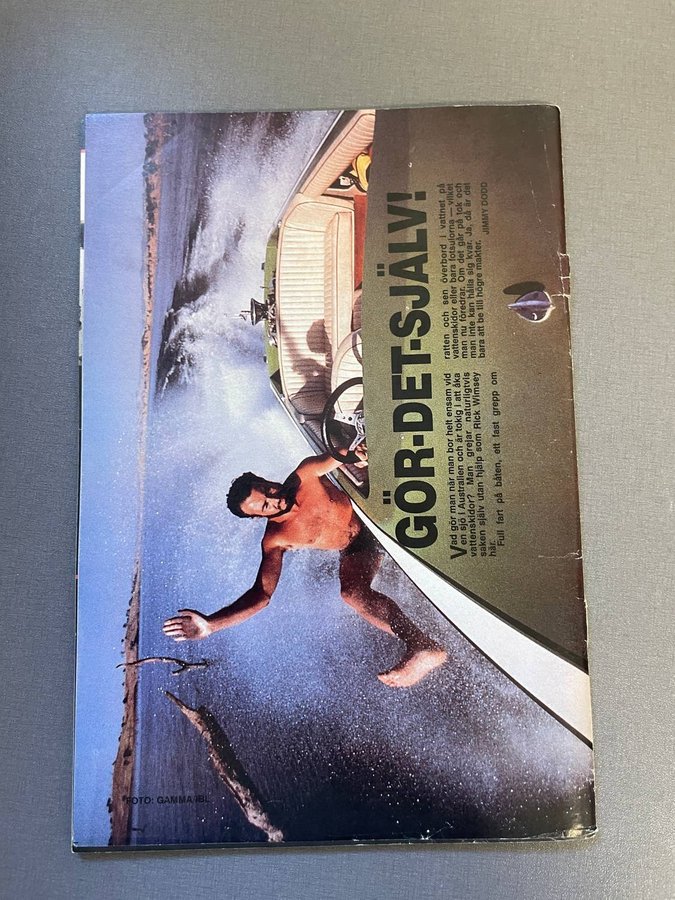 GÖR-DET-SJÄLV!
Vad gör man när man bor helt ensam vid
en sjö i Australien och är tokig i att åka
vattenskidor? Man grejar naturligtvis
saken själv utan hjälp som Rick Wimsey
här.
Full fart på båten, ett fast grepp om
ratten och sen överbord i vattnet på
vattenskidor eller bara fotsulorna — vilket
man nu föredrar. Om det går på tok och
man inte kan hålla sig kvar. Ja, då är det
bara att be till högre makter.
JIMMY DODD
FOTO: GAMMA/IBL